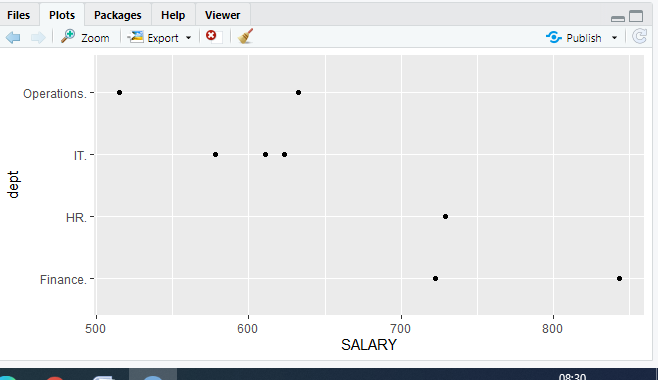 Files Plots Packages Help Viewer
Zoom Export Publish
Operations.
IT.
HR.
Finance.
dept
500 600 700 800
SALARY
08:30